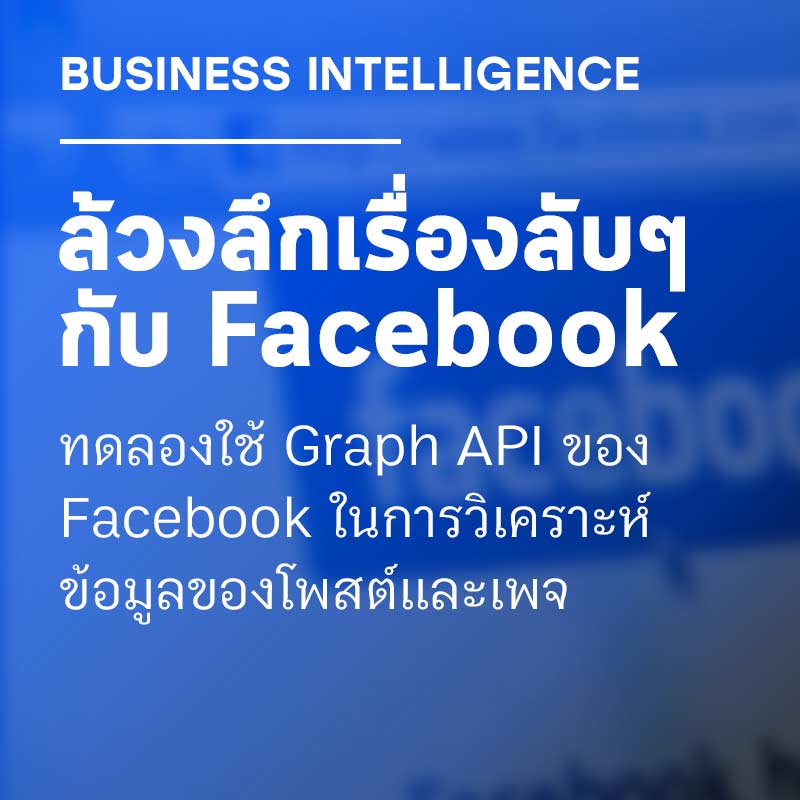 BUSINESS INTELLIGENCE
ล้วงลึกเรื่องลับๆ
กับ Facebook
ทดลองใช้ Graph API ของ
Facebook ในการวิเคราะห์
ข้อมูลของโพสต์และเพจ
faceboo